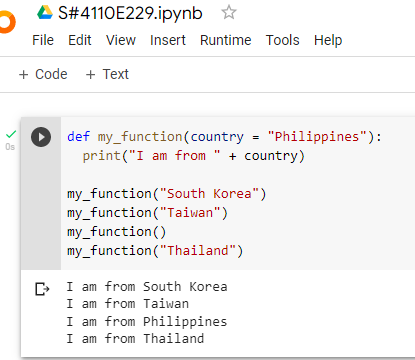 S#4110E229.ipynb
File Edit View Insert Runtime Tools Help
+ Code + Text
0s
def my_function(country = "Philippines"):
  print("I am from " + country)
my_function("South Korea")
my_function("Taiwan")
my_function()
my_function("Thailand")
I am from South Korea
I am from Taiwan
I am from Philippines
I am from Thailand